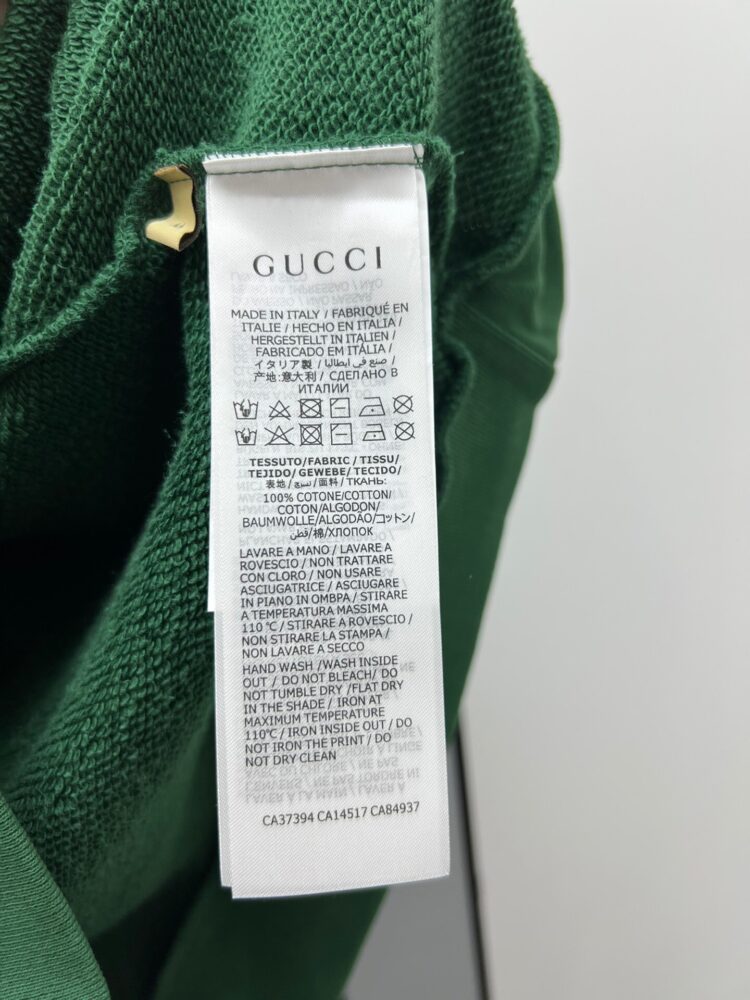 GUCCI
MADE IN ITALY / FABRIQUÉ EN
ITALIE / HECHO EN ITALIA /
HERGESTELLT IN ITALIEN /
FABRICADO EM ITÁLIA /
イタリア製 / صنع في ايطاليا /
产地:意大利 / СДЕЛАНО В
ИТАЛИИ
TESSUTO/FABRIC / TISSU/
TEJIDO/ GEWEBE/ TECIDO/
表地/ نسيج/ 面料 / ТКАНЬ:
100% COTONE/COTTON/
COTON/ALGODON/
BAUMWOLLE/ALGODÃO/コットン/
قطن/棉/ХЛОПОК
LAVARE A MANO / LAVARE A
ROVESCIO / NON TRATTARE
CON CLORO / NON USARE
ASCIUGATRICE / ASCIUGARE
IN PIANO IN OMBRA / STIRARE
A TEMPERATURA MASSIMA
110 °C / STIRARE A ROVESCIO /
NON STIRARE LA STAMPA /
NON LAVARE A SECCO
HAND WASH /WASH INSIDE
OUT / DO NOT BLEACH/ DO
NOT TUMBLE DRY /FLAT DRY
IN THE SHADE / IRON AT
MAXIMUM TEMPERATURE
110°C / IRON INSIDE OUT / DO
NOT IRON THE PRINT / DO
NOT DRY CLEAN
CA37394 CA14517 CA84937